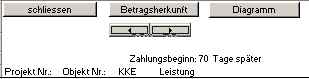 schliessen Betragsherkunft Diagramm
Zahlungsbeginn: 70 Tage später
Projekt Nr.: Objekt Nr.: KKE Leistung